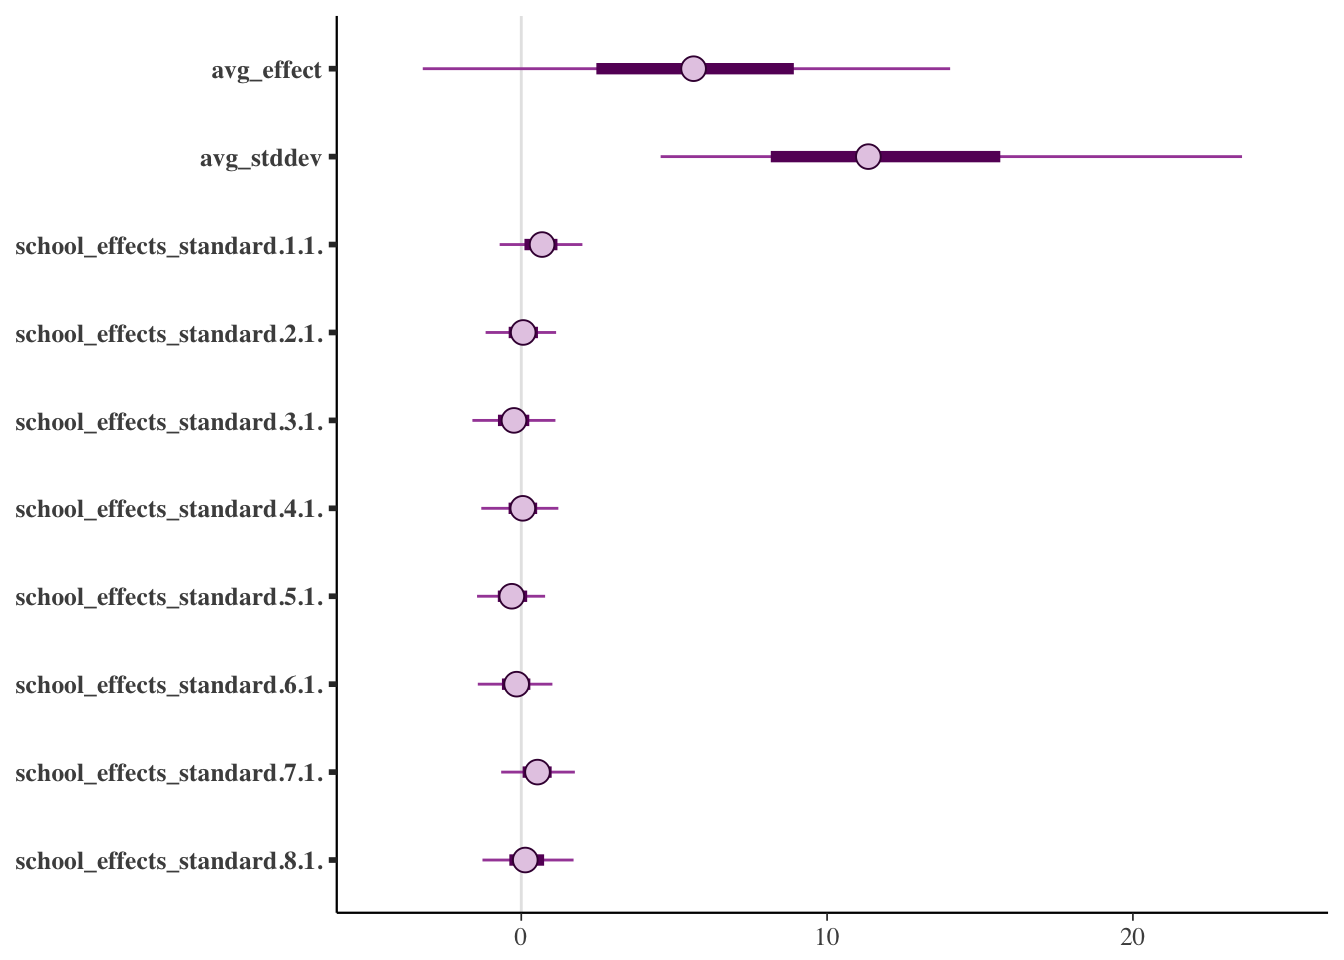 avg_effect
avg_stddev
school_effects_standard.1.1.
school_effects_standard.2.1.
school_effects_standard.3.1.
school_effects_standard.4.1.
school_effects_standard.5.1.
school_effects_standard.6.1.
school_effects_standard.7.1.
school_effects_standard.8.1.
0 10 20